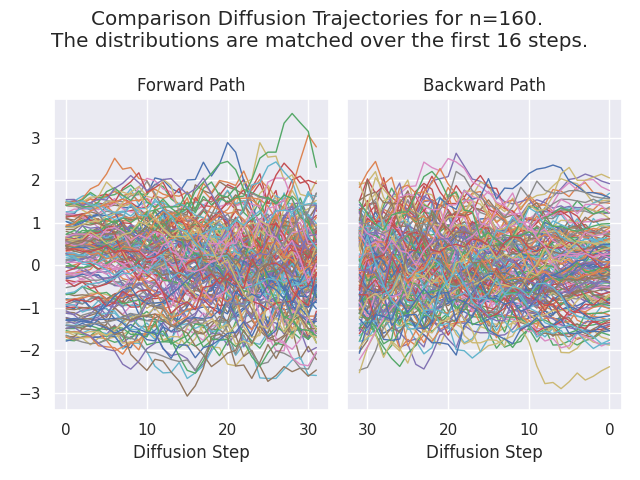 Comparison Diffusion Trajectories for n=160.
The distributions are matched over the first 16 steps.
Forward Path
Backward Path
3
2
1
0
−1
−2
−3
0
10
20
30
30
20
10
0
Diffusion Step
Diffusion Step